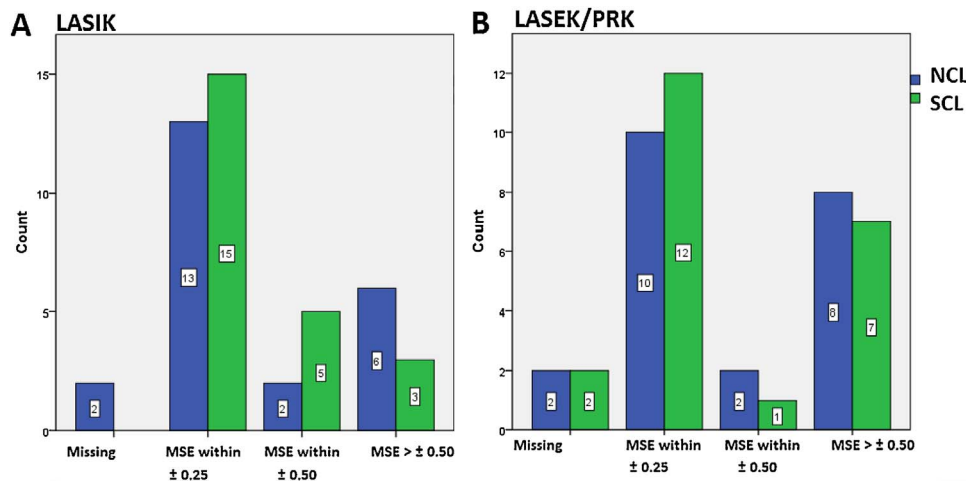 A LASIK
15
10
5
0
Count
2
13
15
2
5
6
3
Missing
MSE within
± 0.25
MSE within
± 0.50
MSE > ± 0.50
B LASEK/PRK
12
10
8
6
4
2
0
Count
2
2
10
12
2
1
8
7
Missing
MSE within
± 0.25
MSE within
± 0.50
MSE > ± 0.50
NCL
SCL